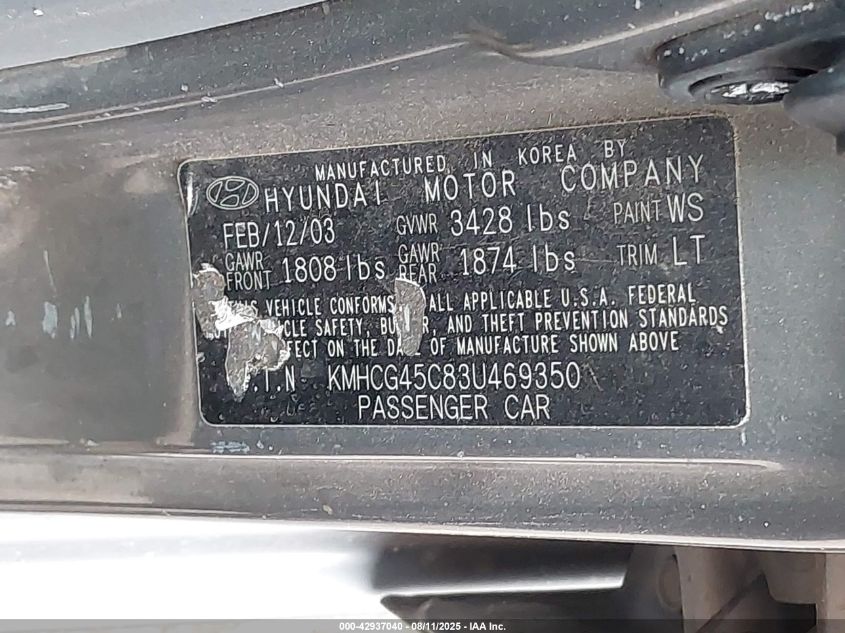 MANUFACTURED IN KOREA BY
HYUNDAI MOTOR COMPANY
FEB/12/03 GVWR 3428 lbs PAINT WS
GAWR FRONT 1808 lbs GAWR REAR 1874 lbs TRIM LT
VEHICLE CONFORMS ALL APPLICABLE U.S.A. FEDERAL
SAFETY, AND THEFT PREVENTION STANDARDS
ON THE OF MANUFACTURE SHOWN ABOVE
.I.N KMHCG45C83U469350
PASSENGER CAR
000-42937040 - 08/11/2025 - IAA Inc.